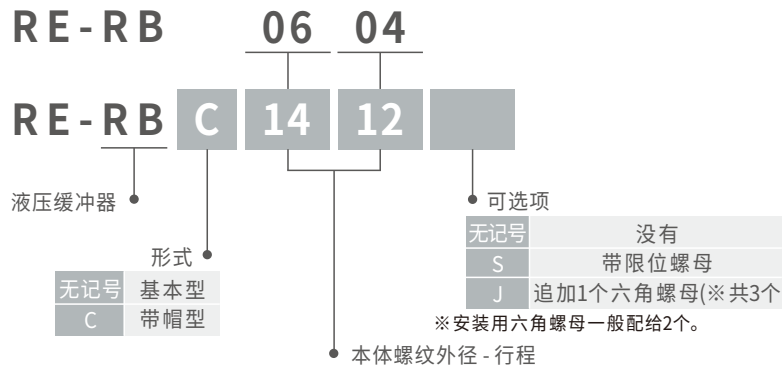 RE-RB 06 04
RE-RB C 14 12
液压缓冲器
可选项
无记号 没有
S 带限位螺母
J 追加1个六角螺母(※共3个
※安装用六角螺母一般配给2个。
形式
无记号 基本型
C 带帽型
本体螺纹外径 - 行程